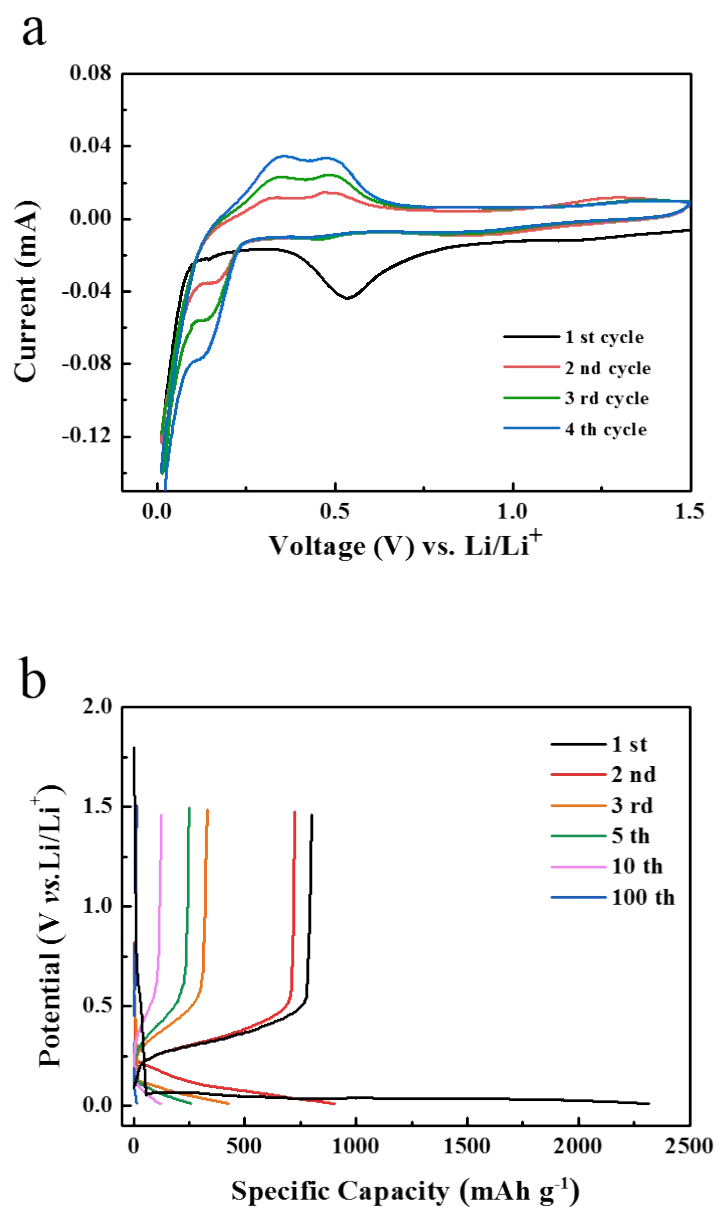 a
0.08
0.04
0.00
-0.04
-0.08
-0.12
Current (mA)
1 st cycle
2 nd cycle
3 rd cycle
4 th cycle
0.0 0.5 1.0 1.5
Voltage (V) vs. Li/Li⁺
b
2.0
1.5
1.0
0.5
0.0
Potential (V vs.Li/Li⁺)
1 st
2 nd
3 rd
5 th
10 th
100 th
0 500 1000 1500 2000 2500
Specific Capacity (mAh g⁻¹)